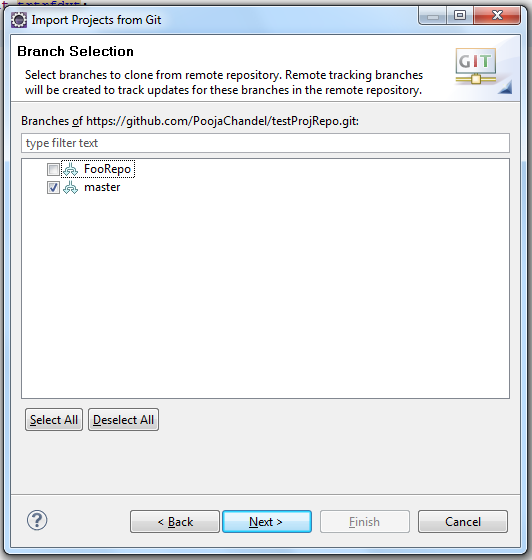 Import Projects from Git
Branch Selection
GIT
Select branches to clone from remote repository. Remote tracking branches
will be created to track updates for these branches in the remote repository.
Branches of https://github.com/PoojaChandel/testProjRepo.git:
type filter text
FooRepo
master
Select All
Deselect All
?
< Back
Next >
Finish
Cancel